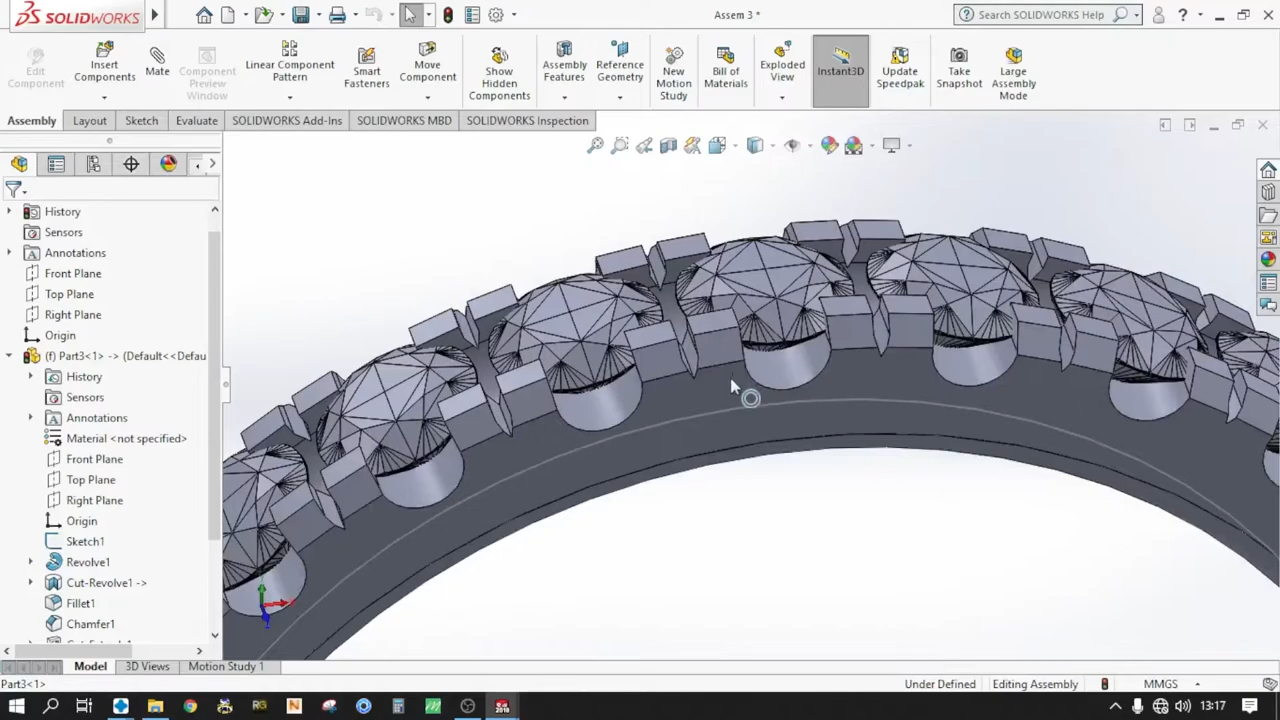 SOLIDWORKS
Assem 3 *
Search SOLIDWORKS Help
Edit
Component
Insert
Components
Mate
Component
Preview
Window
Linear Component
Pattern
Smart
Fasteners
Move
Component
Show
Hidden
Components
Assembly
Features
Reference
Geometry
New
Motion
Study
Bill of
Materials
Exploded
View
Instant3D
Update
Speedpak
Take
Snapshot
Large
Assembly
Mode
Assembly Layout Sketch Evaluate SOLIDWORKS Add-Ins SOLIDWORKS MBD SOLIDWORKS Inspection
History
Sensors
Annotations
Front Plane
Top Plane
Right Plane
Origin
(f) Part3<1> -> (Default<<Defau
History
Sensors
Annotations
Material <not specified>
Front Plane
Top Plane
Right Plane
Origin
Sketch1
Revolve1
Cut-Revolve1 ->
Fillet1
Chamfer1
Model 3D Views Motion Study 1
Part3<1> Under Defined Editing Assembly MMGS
RG N 2018 13:17